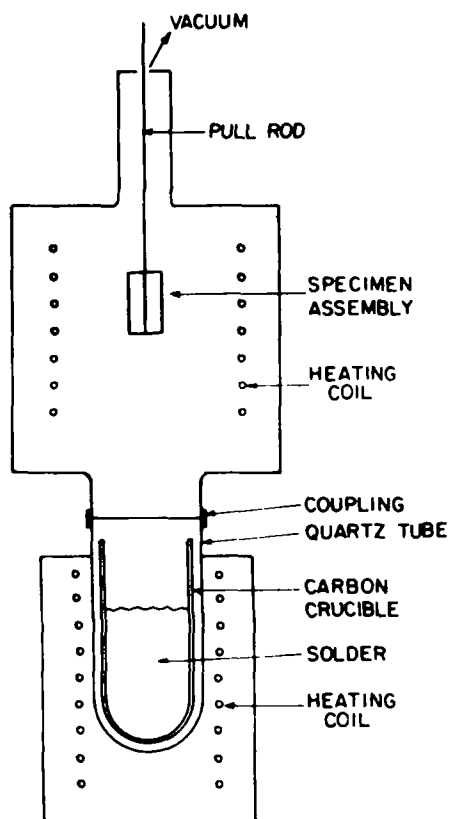 VACUUM
PULL ROD
SPECIMEN
ASSEMBLY
HEATING
COIL
COUPLING
QUARTZ TUBE
CARBON
CRUCIBLE
SOLDER
HEATING
COIL